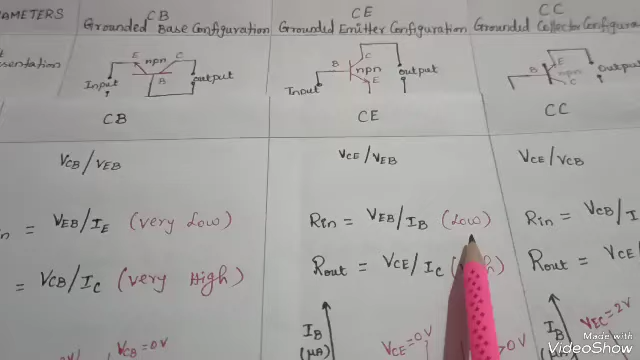 PARAMETERS CB CE CC
Grounded Base Configuration Grounded Emitter Configuration Grounded Collector
E npn C B Input output
B C npn E Input output
B C npn E output
CB CE CC
VCB/VEB VCE/VEB VCE/VCB
= VEB/IE (very Low) Rin = VEB/IB (Low) Rin = VCB/I
= VCB/IC (very High) Rout = VCE/IC Rout = VCE
IB (μA) VCB=0V VCE=0V >0V IB VEC=2V
Made with
VideoShow